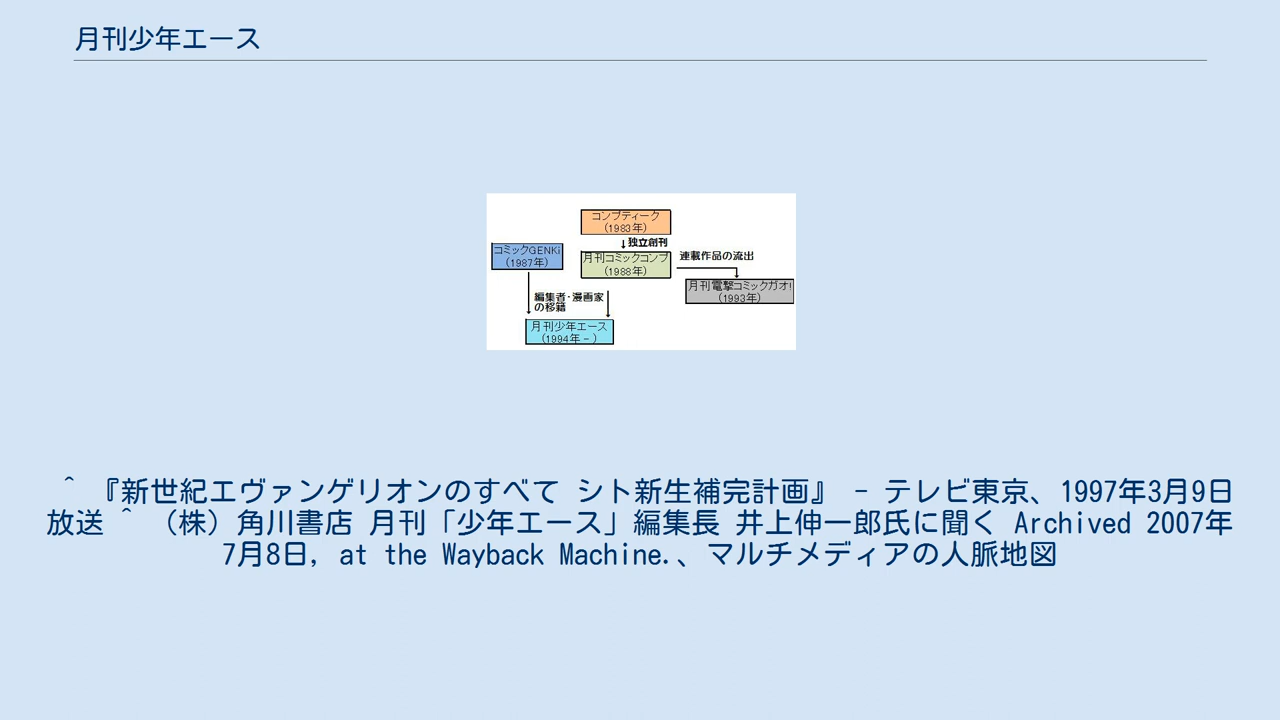 月刊少年エース
コンプティーク
(1983年)
独立創刊
コミックGENKi
(1987年)
月刊コミックコンプ
(1988年)
連載作品の流出
月刊電撃コミックガオ!
(1993年)
編集者・漫画家
の移籍
月刊少年エース
(1994年－)
^ 『新世紀エヴァンゲリオンのすべて シト新生補完計画』 - テレビ東京、1997年3月9日
放送 ^ （株）角川書店 月刊「少年エース」編集長 井上伸一郎氏に聞く Archived 2007年
7月8日, at the Wayback Machine.、マルチメディアの人脈地図